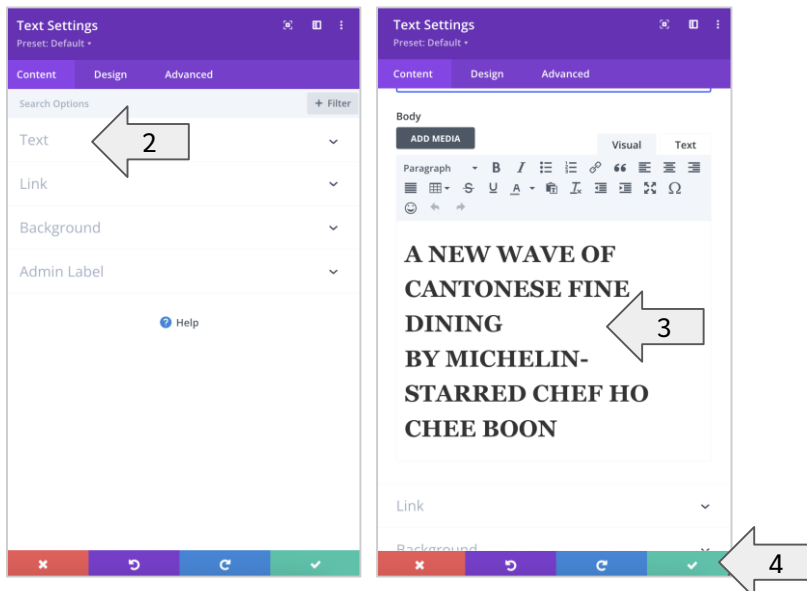 Text Settings
Preset: Default
Content Design Advanced
Search Options + Filter
Text
2
Link
Background
Admin Label
Help
Text Settings
Preset: Default
Content Design Advanced
Body
ADD MEDIA
Visual Text
Paragraph
A NEW WAVE OF
CANTONESE FINE
DINING
BY MICHELIN-
STARRED CHEF HO
CHEE BOON
3
Link
Background
4